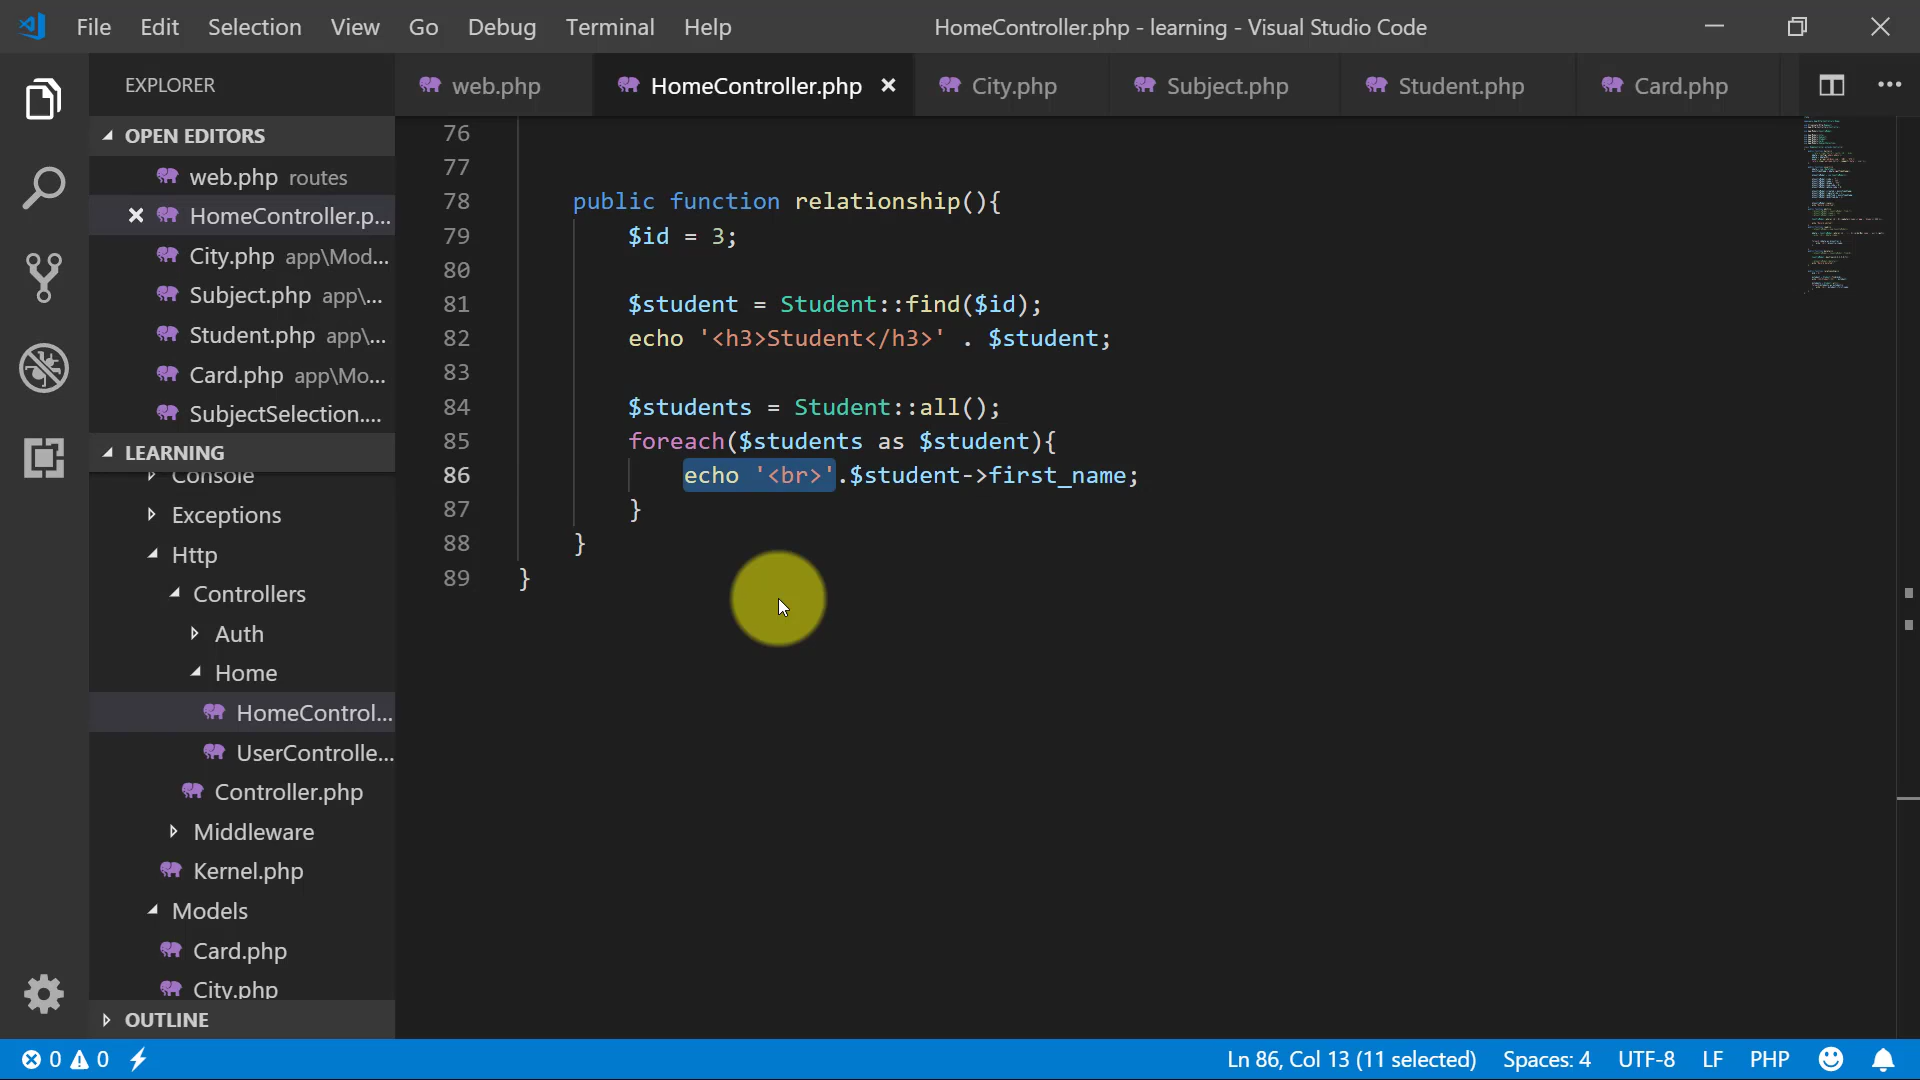 File Edit Selection View Go Debug Terminal Help HomeController.php - learning - Visual Studio Code
EXPLORER
web.php HomeController.php City.php Subject.php Student.php Card.php
OPEN EDITORS
web.php routes
HomeController.p...
City.php app\Mod...
Subject.php app\...
Student.php app\...
Card.php app\Mo...
SubjectSelection....
LEARNING
Console
Exceptions
Http
Controllers
Auth
Home
HomeControl...
UserControlle...
Controller.php
Middleware
Kernel.php
Models
Card.php
City.php
OUTLINE
76
77
78 public function relationship(){
79 $id = 3;
80
81 $student = Student::find($id);
82 echo '<h3>Student</h3>' . $student;
83
84 $students = Student::all();
85 foreach($students as $student){
86 echo '<br>'.$student->first_name;
87 }
88 }
89 }
0 0 Ln 86, Col 13 (11 selected) Spaces: 4 UTF-8 LF PHP